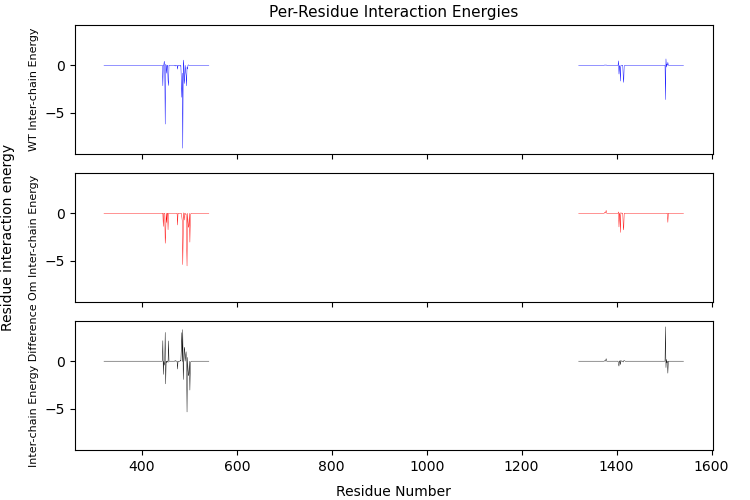 Per-Residue Interaction Energies
Residue interaction energy
WT Inter-chain Energy
0
−5
Om Inter-chain Energy
0
−5
Inter-chain Energy Difference
0
−5
400 600 800 1000 1200 1400 1600
Residue Number